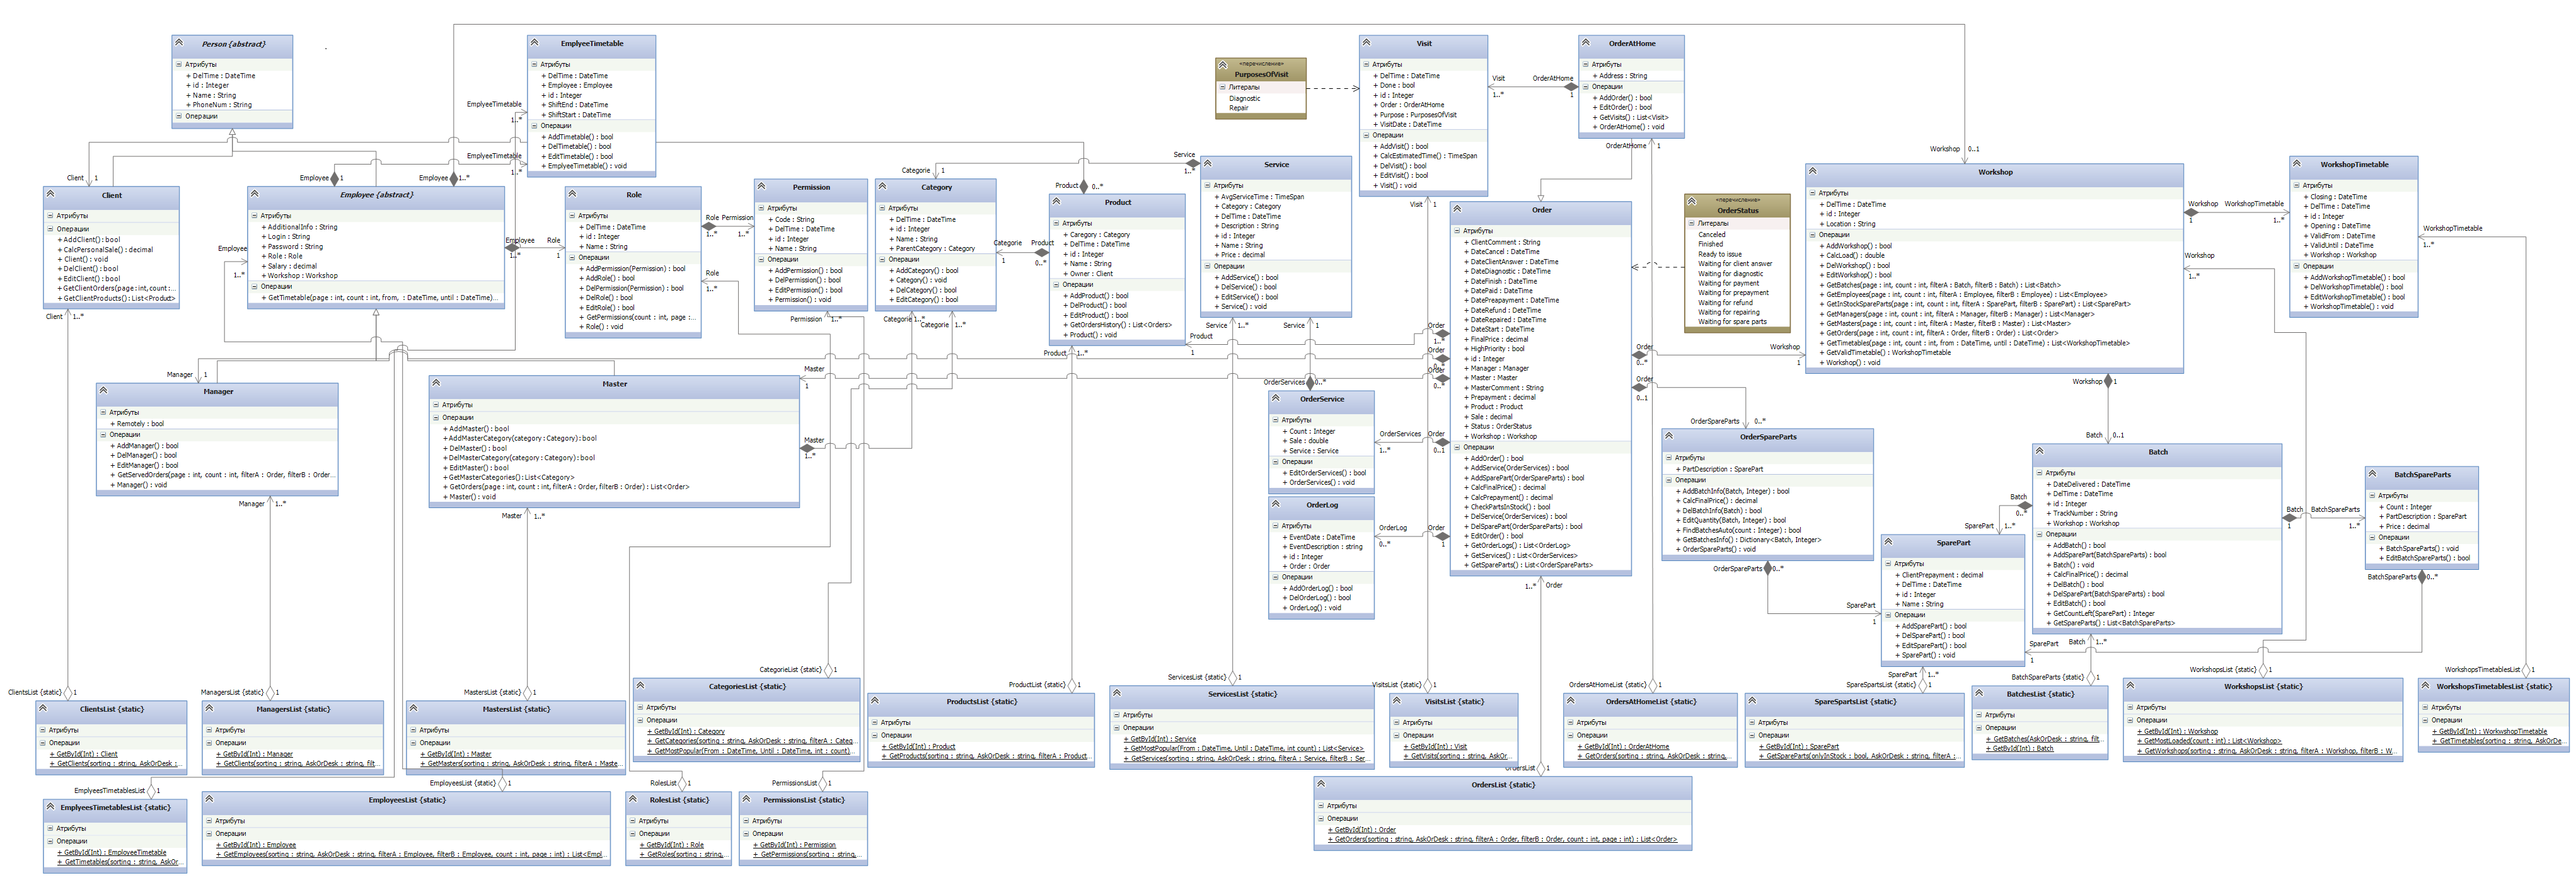 Person {abstract}
Атрибуты
+ DelTime : DateTime
+ id : Integer
+ Name : String
+ PhoneNum : String
Операции
EmplyeeTimetable
Атрибуты
+ DelTime : DateTime
+ Employee : Employee
+ id : Integer
+ ShiftEnd : DateTime
+ ShiftStart : DateTime
Операции
+ AddTimetable() : bool
+ DelTimetable() : bool
+ EditTimetable() : bool
+ EmplyeeTimetable() : void
EmplyeeTimetable
1..*
EmplyeeTimetable
1..*
«перечисление»
PurposesOfVisit
Литералы
Diagnostic
Repair
Visit
Атрибуты
+ DelTime : DateTime
+ Done : bool
+ id : Integer
+ Order : OrderAtHome
+ Purpose : PurposesOfVisit
+ VisitDate : DateTime
Операции
+ AddVisit() : bool
+ CalcEstimatedTime() : TimeSpan
+ DelVisit() : bool
+ EditVisit() : bool
+ Visit() : void
Visit
1..*
OrderAtHome
1
OrderAtHome
Атрибуты
+ Address : String
Операции
+ AddOrder() : bool
+ EditOrder() : bool
+ GetVisits() : List<Visit>
+ OrderAtHome() : void
OrderAtHome
1
Visit
1
Workshop
0..1
Client
1
Employee
1
Employee
1..*
Client
Атрибуты
Операции
+ AddClient() : bool
+ CalcPersonalSale() : decimal
+ Client() : void
+ DelClient() : bool
+ EditClient() : bool
+ GetClientOrders(page : int, count : ...
+ GetClientProducts() : List<Product>
Client
1..*
Employee {abstract}
Атрибуты
+ AdditionalInfo : String
+ Login : String
+ Password : String
+ Role : Role
+ Salary : decimal
+ Workshop : Workshop
Операции
+ GetTimetable(page : int, count : int, from, : DateTime, until : DateTime)...
Employee
1..*
Employee
1..*
Role
1
Role
Атрибуты
+ DelTime : DateTime
+ id : Integer
+ Name : String
Операции
+ AddPermission(Permission) : bool
+ AddRole() : bool
+ DelPermission(Permission) : bool
+ DelRole() : bool
+ EditRole() : bool
+ GetPermissions(count : int, page : ...
+ Role() : void
Role
1..*
Permission
1..*
Role
1..*
Permission
Атрибуты
+ Code : String
+ DelTime : DateTime
+ id : Integer
+ Name : String
Операции
+ AddPermission() : bool
+ DelPermission() : bool
+ EditPermission() : bool
+ Permission() : void
Permission
1..*
Category
Атрибуты
+ DelTime : DateTime
+ id : Integer
+ Name : String
+ ParentCategory : Category
Операции
+ AddCategory() : bool
+ Category() : void
+ DelCategory() : bool
+ EditCategory() : bool
Categorie
1
Service
1..*
Categorie
1
Product
0..*
Categorie
1..*
Categorie
1..*
Product
0..*
Product
Атрибуты
+ Caregory : Category
+ DelTime : DateTime
+ id : Integer
+ Name : String
+ Owner : Client
Операции
+ AddProduct() : bool
+ DelProduct() : bool
+ EditProduct() : bool
+ GetOrdersHistory() : List<Orders>
+ Product() : void
Product
1..*
Product
1
Service
Атрибуты
+ AvgServiceTime : TimeSpan
+ Category : Category
+ DelTime : DateTime
+ Description : String
+ id : Integer
+ Name : String
+ Price : decimal
Операции
+ AddService() : bool
+ DelService() : bool
+ EditService() : bool
+ Service() : void
Service
1..*
Service
1
Order
Атрибуты
+ ClientComment : String
+ DateCancel : DateTime
+ DateClientAnswer : DateTime
+ DateDiagnostic : DateTime
+ DateFinish : DateTime
+ DatePaid : DateTime
+ DatePreapayment : DateTime
+ DateRefund : DateTime
+ DateRepaired : DateTime
+ DateStart : DateTime
+ FinalPrice : decimal
+ HighPriority : bool
+ id : Integer
+ Manager : Manager
+ Master : Master
+ MasterComment : String
+ Prepayment : decimal
+ Product : Product
+ Sale : decimal
+ Status : OrderStatus
+ Workshop : Workshop
Операции
+ AddOrder() : bool
+ AddService(OrderServices) : bool
+ AddSparePart(OrderSpareParts) : bool
+ CalcFinalPrice() : decimal
+ CalcPrepayment() : decimal
+ CheckPartsInStock() : bool
+ DelService(OrderServices) : bool
+ DelSparePart(OrderSpareParts) : bool
+ EditOrder() : bool
+ GetOrderLogs() : List<OrderLog>
+ GetServices() : List<OrderServices>
+ GetSpareParts() : List<OrderSpareParts>
Order
1..*
Order
0..*
Order
0..*
Order
0..1
Order
1
Order
0..*
Order
0..1
1..*
Order
«перечисление»
OrderStatus
Литералы
Canceled
Finished
Ready to issue
Waiting for client answer
Waiting for diagnostic
Waiting for payment
Waiting for prepayment
Waiting for refund
Waiting for repairing
Waiting for spare parts
Workshop
Атрибуты
+ DelTime : DateTime
+ id : Integer
+ Location : String
Операции
+ AddWorkshop() : bool
+ CalcLoad() : double
+ DelWorkshop() : bool
+ EditWorkshop() : bool
+ GetBatches(page : int, count : int, filterA : Batch, filterB : Batch) : List<Batch>
+ GetEmployees(page : int, count : int, filterA : Employee, filterB : Employee) : List<Employee>
+ GetInStockSpareParts(page : int, count : int, filterA : SparePart, filterB : SparePart) : List<SparePart>
+ GetManagers(page : int, count : int, filterA : Manager, filterB : Manager) : List<Manager>
+ GetMasters(page : int, count : int, filterA : Master, filterB : Master) : List<Master>
+ GetOrders(page : int, count : int, filterA : Order, filterB : Order) : List<Order>
+ GetTimetables(page : int, count : int, from : DateTime, until : DateTime) : List<WorkshopTimetable>
+ GetValidTimetable() : WorkshopTimetable
+ Workshop() : void
Workshop
1
WorkshopTimetable
1..*
Workshop
1..*
Workshop
1
Workshop
1
WorkshopTimetable
Атрибуты
+ Closing : DateTime
+ DelTime : DateTime
+ id : Integer
+ Opening : DateTime
+ ValidFrom : DateTime
+ ValidUntil : DateTime
+ Workshop : Workshop
Операции
+ AddWorkshopTimetable() : bool
+ DelWorkshopTimetable() : bool
+ EditWorkshopTimetable() : bool
+ WorkshopTimetable() : void
WorkshopTimetable
1..*
Manager
1
Manager
Атрибуты
+ Remotely : bool
Операции
+ AddManager() : bool
+ DelManager() : bool
+ EditManager() : bool
+ GetServedOrders(page : int, count : int, filterA : Order, filterB : Order...
+ Manager() : void
Manager
1..*
Master
Атрибуты
Операции
+ AddMaster() : bool
+ AddMasterCategory(category : Category) : bool
+ DelMaster() : bool
+ DelMasterCategory(category : Category) : bool
+ EditMaster() : bool
+ GetMasterCategories() : List<Category>
+ GetOrders(page : int, count : int, filterA : Order, filterB : Order) : List<Order>
+ Master() : void
Master
1
Master
1..*
Master
1..*
OrderServices
0..*
OrderService
Атрибуты
+ Count : Integer
+ Sale : double
+ Service : Service
Операции
+ EditOrderServices() : bool
+ OrderServices() : void
OrderServices
1..*
OrderLog
Атрибуты
+ EventDate : DateTime
+ EventDescription : string
+ id : Integer
+ Order : Order
Операции
+ AddOrderLog() : bool
+ DelOrderLog() : bool
+ OrderLog() : void
OrderLog
0..*
OrderSpareParts
0..*
OrderSpareParts
Атрибуты
+ PartDescription : SparePart
Операции
+ AddBatchInfo(Batch, Integer) : bool
+ CalcFinalPrice() : decimal
+ DelBatchInfo(Batch) : bool
+ EditQuantity(Batch, Integer) : bool
+ FindBatchesAuto(count : Integer) : bool
+ GetBatchesInfo() : Dictionary<Batch, Integer>
+ OrderSpareParts() : void
OrderSpareParts
0..*
SparePart
1
Batch
0..1
Batch
Атрибуты
+ DateDelivered : DateTime
+ DelTime : DateTime
+ id : Integer
+ TrackNumber : String
+ Workshop : Workshop
Операции
+ AddBatch() : bool
+ AddSparePart(BatchSpareParts) : bool
+ Batch() : void
+ CalcFinalPrice() : decimal
+ DelBatch() : bool
+ DelSparePart(BatchSpareParts) : bool
+ EditBatch() : bool
+ GetCountLeft(SparePart) : Integer
+ GetSpareParts() : List<BatchSpareParts>
Batch
0..*
SparePart
1..*
Batch
1
BatchSpareParts
1..*
Batch
1..*
BatchSpareParts
Атрибуты
+ Count : Integer
+ PartDescription : SparePart
+ Price : decimal
Операции
+ BatchSpareParts() : void
+ EditBatchSpareParts() : bool
BatchSpareParts
0..*
SparePart
1
SparePart
Атрибуты
+ ClientPrepayment : decimal
+ DelTime : DateTime
+ id : Integer
+ Name : String
Операции
+ AddSparePart() : bool
+ DelSparePart() : bool
+ EditSparePart() : bool
+ SparePart() : void
SparePart
1..*
ClientsList {static}
1
ClientsList {static}
Атрибуты
Операции
+ GetById(Int) : Client
+ GetClients(sorting : string, AskOrDesk : ...
ManagersList {static}
1
ManagersList {static}
Атрибуты
Операции
+ GetById(Int) : Manager
+ GetClients(sorting : string, AskOrDesk : string, filt...
MastersList {static}
1
MastersList {static}
Атрибуты
Операции
+ GetById(Int) : Master
+ GetMasters(sorting : string, AskOrDesk : string, filterA : Maste...
CategorieList {static}
1
CategoriesList {static}
Атрибуты
Операции
+ GetById(Int) : Category
+ GetCategories(sorting : string, AskOrDesk : string, filterA : Categ...
+ GetMostPopular(From : DateTime, Until : DateTime, int : count)...
ProductList {static}
1
ProductsList {static}
Атрибуты
Операции
+ GetById(Int) : Product
+ GetProducts(sorting : string, AskOrDesk : string, filterA : Product...
ServicesList {static}
1
ServicesList {static}
Атрибуты
Операции
+ GetById(Int) : Service
+ GetMostPopular(From : DateTime, Until : DateTime, int count) : List<Service>
+ GetServices(sorting : string, AskOrDesk : string, filterA : Service, filterB : Ser...
VisitsList {static}
1
VisitsList {static}
Атрибуты
Операции
+ GetById(Int) : Visit
+ GetVisits(sorting : string, AskOr...
OrdersAtHomeList {static}
1
OrdersAtHomeList {static}
Атрибуты
Операции
+ GetById(Int) : OrderAtHome
+ GetOrders(sorting : string, AskOrDesk : string,...
SpareSpartsList {static}
1
SpareSpartsList {static}
Атрибуты
Операции
+ GetById(Int) : SparePart
+ GetSpareParts(onlyInStock : bool, AskOrDesk : string, filterA : ...
BatchSpareParts {static}
1
BatchesList {static}
Атрибуты
Операции
+ GetBatches(AskOrDesk : string, filt...
+ GetById(Int) : Batch
WorkshopsList {static}
1
WorkshopsList {static}
Атрибуты
Операции
+ GetById(Int) : Workshop
+ GetMostLoaded(count : int) : List<Workshop>
+ GetWorkshops(sorting : string, AskOrDesk : string, filterA : Workshop, filterB : W...
WorkshopsTimetablesList {static}
1
WorkshopsTimetablesList {static}
Атрибуты
Операции
+ GetById(Int) : WorkwshopTimetable
+ GetTimetables(sorting : string, AskOrDesk...
EmplyeesTimetablesList
1
EmplyeesTimetablesList {static}
Атрибуты
Операции
+ GetById(Int) : EmployeeTimetable
+ GetTimetables(sorting : string, AskOr...
EmployeesList {static}
1
EmployeesList {static}
Атрибуты
Операции
+ GetById(Int) : Employee
+ GetEmployees(sorting : string, AskOrDesk : string, filterA : Employee, filterB : Employee, count : int, page : int) : List<Empl...
RolesList
1
RolesList {static}
Атрибуты
Операции
+ GetById(Int) : Role
+ GetRoles(sorting : string,...
PermissionsList
1
PermissionsList {static}
Атрибуты
Операции
+ GetById(Int) : Permission
+ GetPermissions(sorting : string,...
OrdersList
1
OrdersList {static}
Атрибуты
Операции
+ GetById(Int) : Order
+ GetOrders(sorting : string, AskOrDesk : string, filterA : Order, filterB : Order, count : int, page : int) : List<Order>